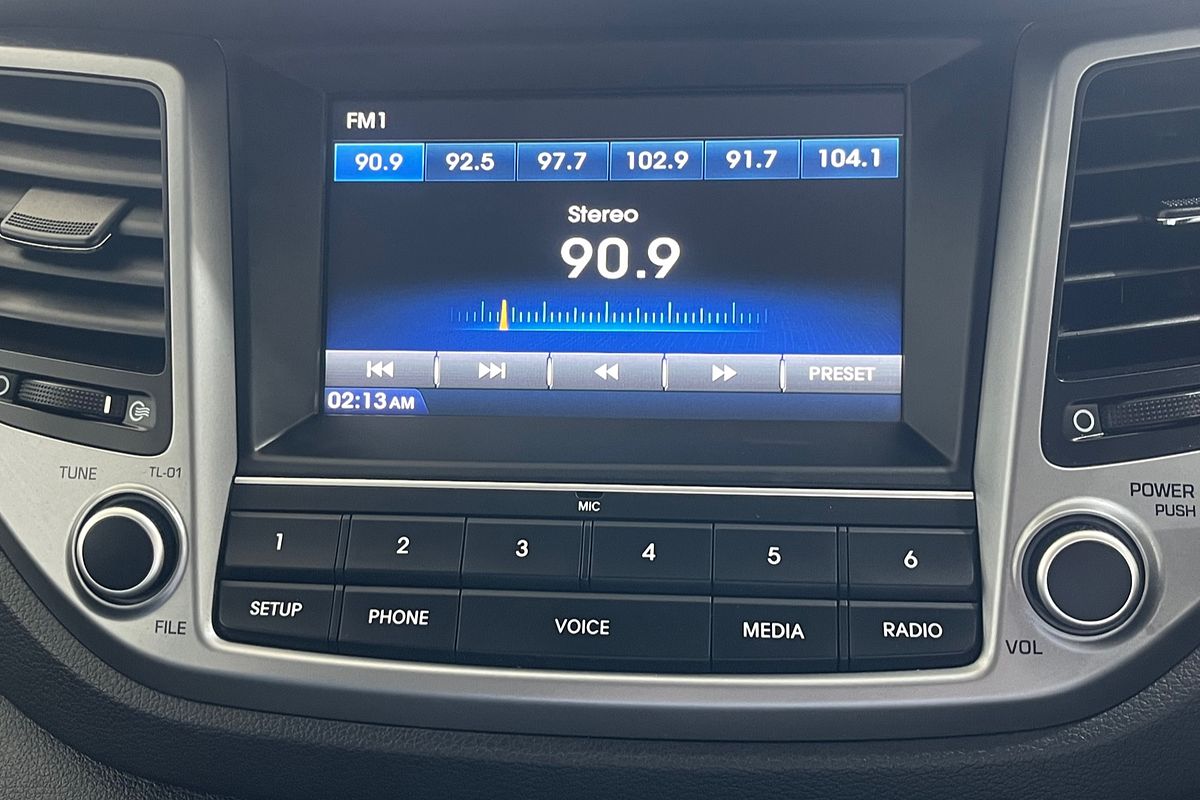 FM1
90.9 92.5 97.7 102.9 91.7 104.1
Stereo
90.9
PRESET
02:13 AM
TUNE TL-01
MIC
POWER
PUSH
1 2 3 4 5 6
SETUP PHONE VOICE MEDIA RADIO
FILE
VOL